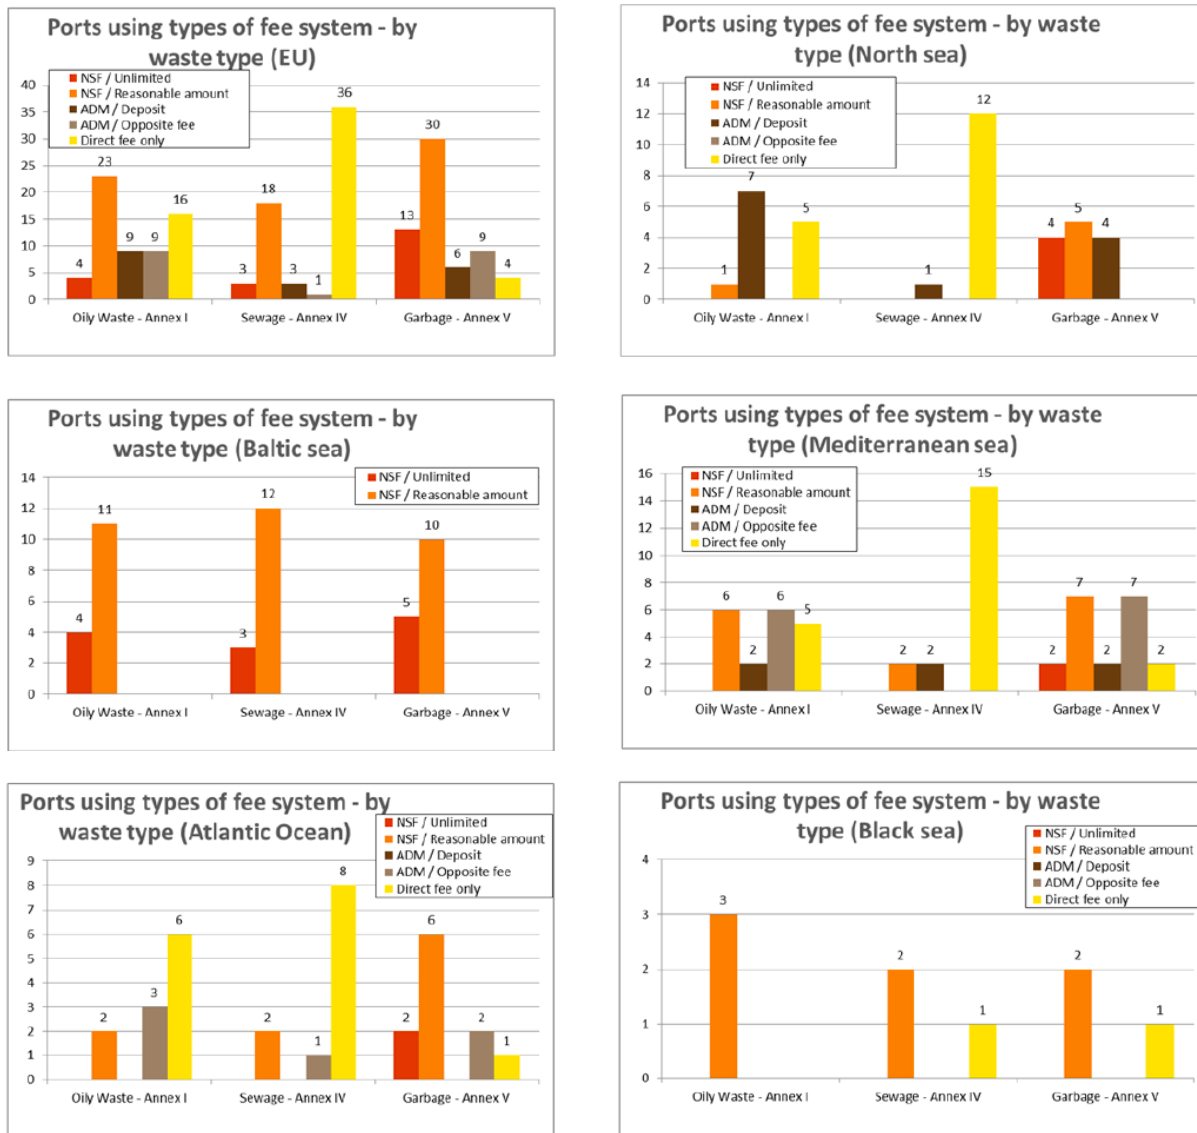 Ports using types of fee system - by
waste type (EU)
NSF / Unlimited
NSF / Reasonable amount
ADM / Deposit
ADM / Opposite fee
Direct fee only
40
35
30
25
20
15
10
5
0
4
23
9
9
16
3
18
3
1
36
13
30
6
9
4
Oily Waste - Annex I
Sewage - Annex IV
Garbage - Annex V
Ports using types of fee system - by waste
type (North sea)
NSF / Unlimited
NSF / Reasonable amount
ADM / Deposit
ADM / Opposite fee
Direct fee only
14
12
10
8
6
4
2
0
1
7
5
1
12
4
5
4
Oily Waste - Annex I
Sewage - Annex IV
Garbage - Annex V
Ports using types of fee system - by
waste type (Baltic sea)
NSF / Unlimited
NSF / Reasonable amount
14
12
10
8
6
4
2
0
4
11
3
12
5
10
Oily Waste - Annex I
Sewage - Annex IV
Garbage - Annex V
Ports using types of fee system - by waste
type (Mediterranean sea)
NSF / Unlimited
NSF / Reasonable amount
ADM / Deposit
ADM / Opposite fee
Direct fee only
16
14
12
10
8
6
4
2
0
6
2
6
5
2
2
15
2
7
2
7
2
Oily Waste - Annex I
Sewage - Annex IV
Garbage - Annex V
Ports using types of fee system - by
waste type (Atlantic Ocean)
NSF / Unlimited
NSF / Reasonable amount
ADM / Deposit
ADM / Opposite fee
Direct fee only
9
8
7
6
5
4
3
2
1
0
2
3
6
2
1
8
2
6
2
1
Oily Waste - Annex I
Sewage - Annex IV
Garbage - Annex V
Ports using types of fee system - by waste
type (Black sea)
NSF / Unlimited
NSF / Reasonable amount
ADM / Deposit
ADM / Opposite fee
Direct fee only
4
3
2
1
0
3
2
1
2
1
Oily Waste - Annex I
Sewage - Annex IV
Garbage - Annex V